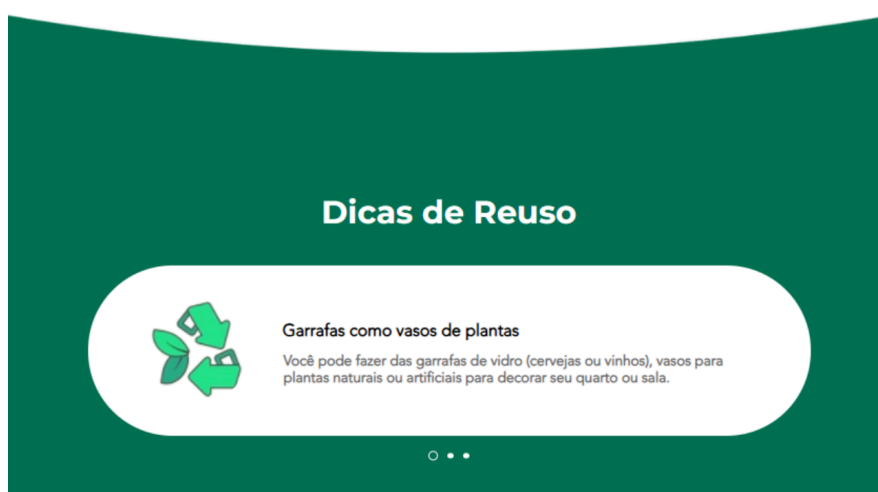 Dicas de Reuso
Garrafas como vasos de plantas
Você pode fazer das garrafas de vidro (cervejas ou vinhos), vasos para
plantas naturais ou artificiais para decorar seu quarto ou sala.